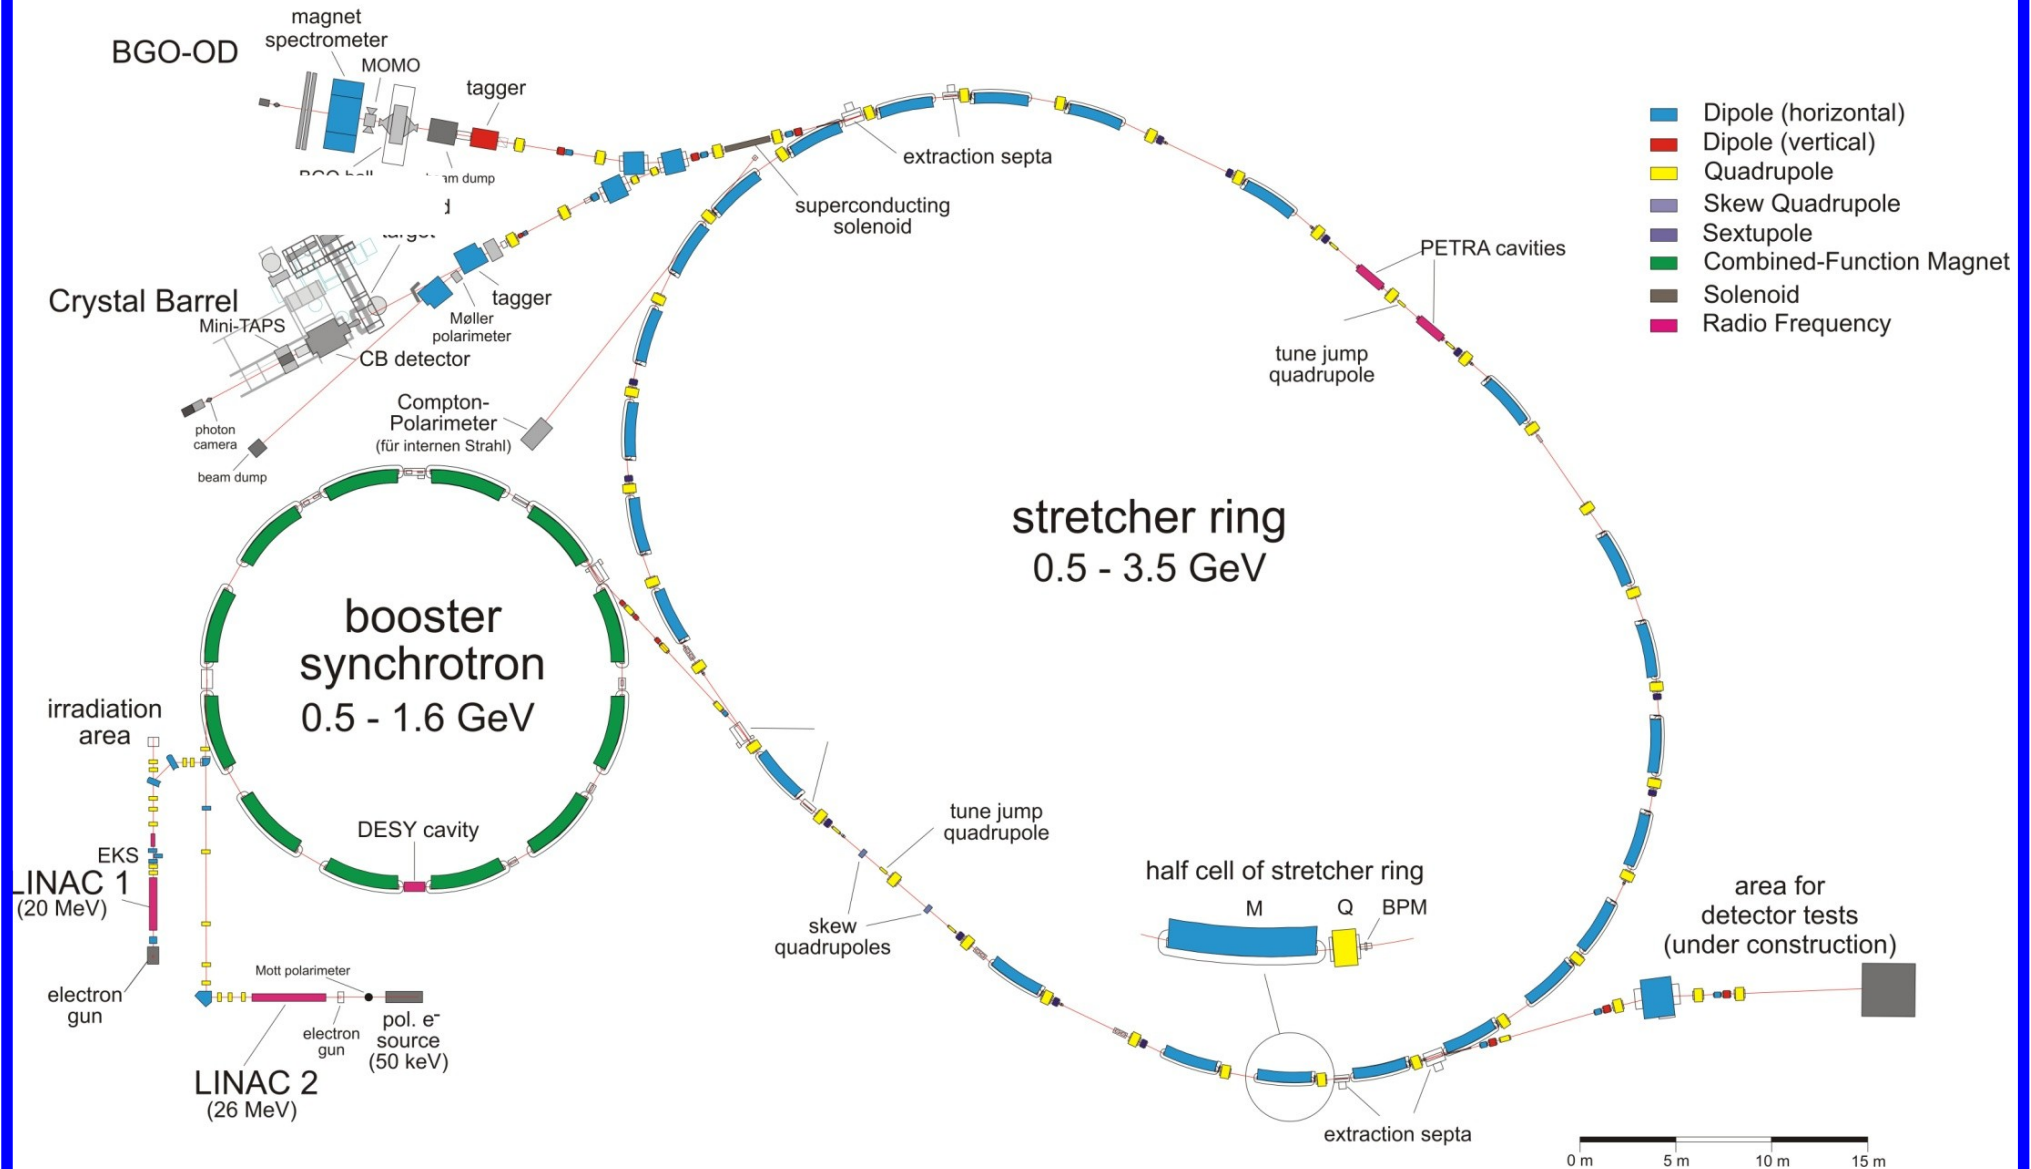 magnet
spectrometer
BGO-OD
MOMO
tagger
am dump
extraction septa
superconducting
solenoid
Dipole (horizontal)
Dipole (vertical)
Quadrupole
Skew Quadrupole
Sextupole
Combined-Function Magnet
Solenoid
Radio Frequency
PETRA cavities
tune jump
quadrupole
Crystal Barrel
Mini-TAPS
tagger
Møller
polarimeter
CB detector
photon
camera
beam dump
Compton-
Polarimeter
(für internen Strahl)
stretcher ring
0.5 - 3.5 GeV
booster
synchrotron
0.5 - 1.6 GeV
DESY cavity
irradiation
area
EKS
LINAC 1
(20 MeV)
electron
gun
Mott polarimeter
electron
gun
pol. e-
source
(50 keV)
LINAC 2
(26 MeV)
tune jump
quadrupole
skew
quadrupoles
half cell of stretcher ring
M Q BPM
area for
detector tests
(under construction)
extraction septa
0 m 5 m 10 m 15 m